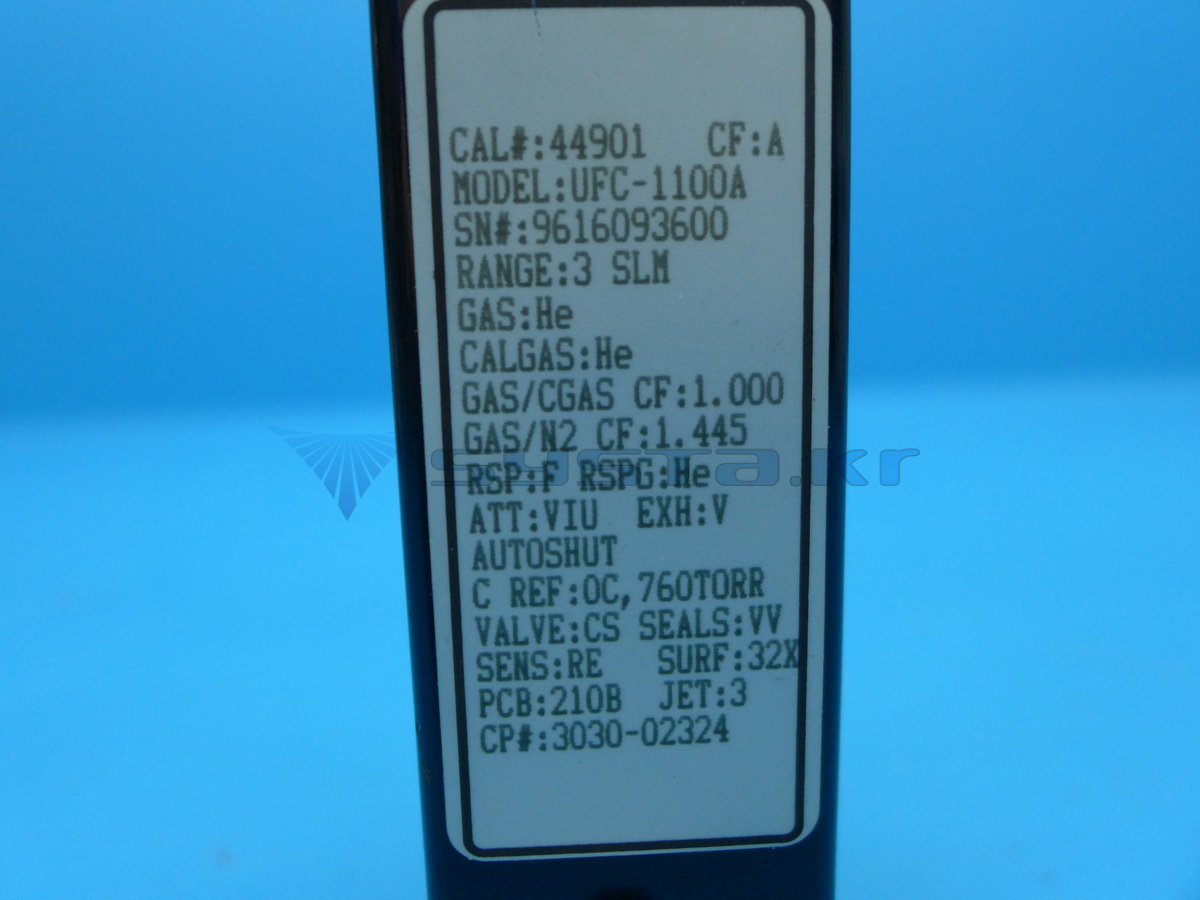 CAL#:44901 CF:A
MODEL:UFC-1100A
SN#:9616093600
RANGE:3 SLM
GAS:He
CALGAS:He
GAS/CGAS CF:1.000
GAS/N2 CF:1.445
systa.kr
RSP:F RSPG:He
ATT:VIU EXH:V
AUTOSHUT
C REF:0C,760TORR
VALVE:CS SEALS:VV
SENS:RE SURF:32X
PCB:210B JET:3
CP#:3030-02324